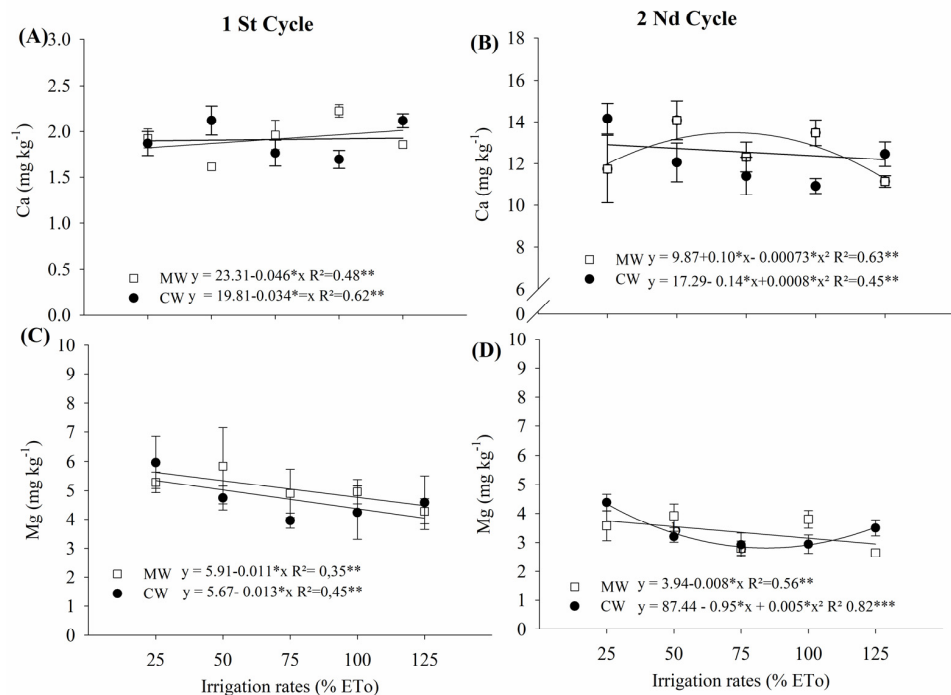 1 St Cycle
2 Nd Cycle
(A)
3.0
2.5
2.0
1.5
1.0
0.5
0.0
Ca (mg kg⁻¹)
MW y = 23.31-0.046*x R²=0.48**
CW y = 19.81-0.034*=x R²=0.62**
(B)
18
16
14
12
10
8
6
0
Ca (mg kg⁻¹)
MW y = 9.87+0.10*x- 0.00073*x² R²=0.63**
CW y = 17.29- 0.14*x+0.0008*x² R²=0.45**
(C)
10
9
8
7
6
5
4
3
2
1
0
Mg (mg kg⁻¹)
MW y = 5.91-0.011*x R²= 0,35**
CW y = 5.67- 0.013*x R²=0,45**
25 50 75 100 125
Irrigation rates (% ETo)
(D)
10
9
8
7
6
5
4
3
2
1
0
Mg (mg kg⁻¹)
MW y = 3.94-0.008*x R²=0.56**
CW y = 87.44 - 0.95*x + 0.005*x² R² 0.82***
25 50 75 100 125
Irrigation rates (% ETo)